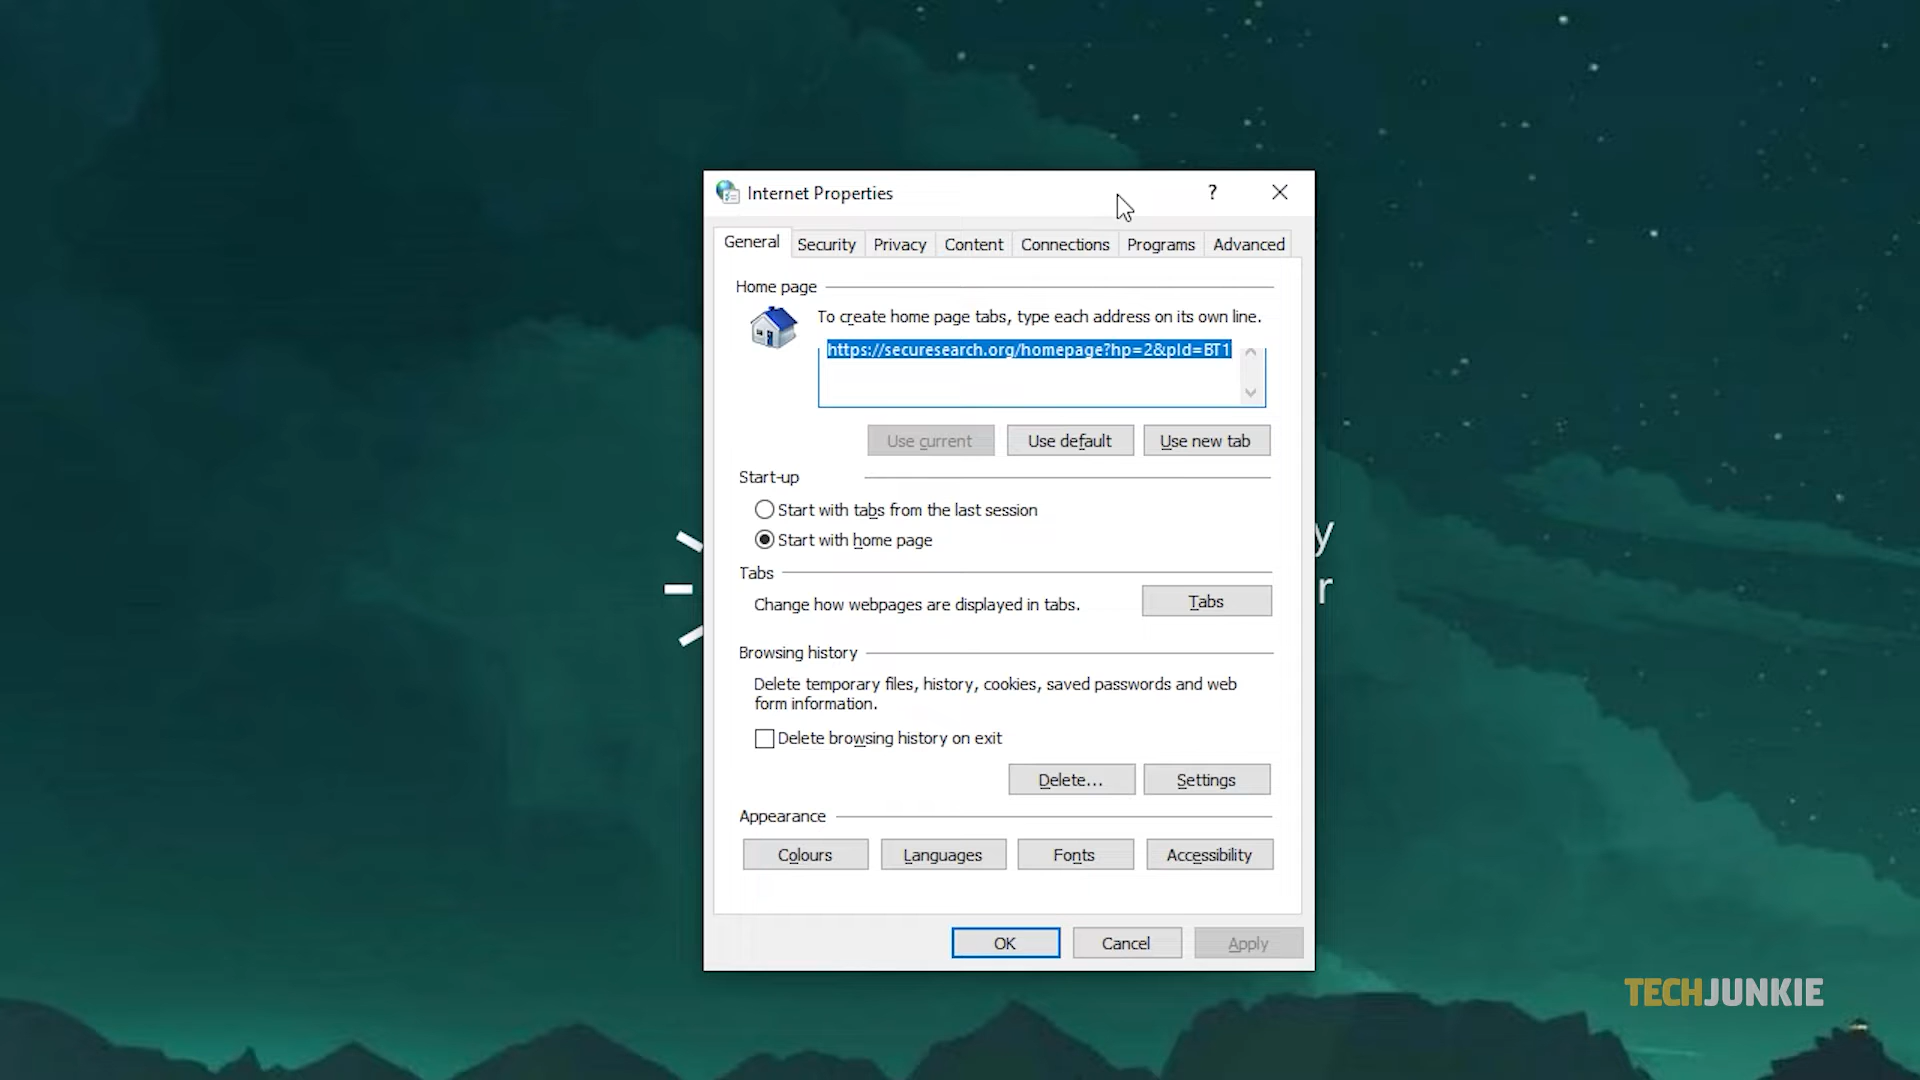 Internet Properties
?
General Security Privacy Content Connections Programs Advanced
Home page
To create home page tabs, type each address on its own line.
https://securesearch.org/homepage?hp=2&pId=BT1
Use current Use default Use new tab
Start-up
Start with tabs from the last session
Start with home page
y
r
Tabs
Change how webpages are displayed in tabs.
Tabs
Browsing history
Delete temporary files, history, cookies, saved passwords and web
form information.
Delete browsing history on exit
Delete... Settings
Appearance
Colours Languages Fonts Accessibility
OK Cancel Apply
TECHJUNKIE